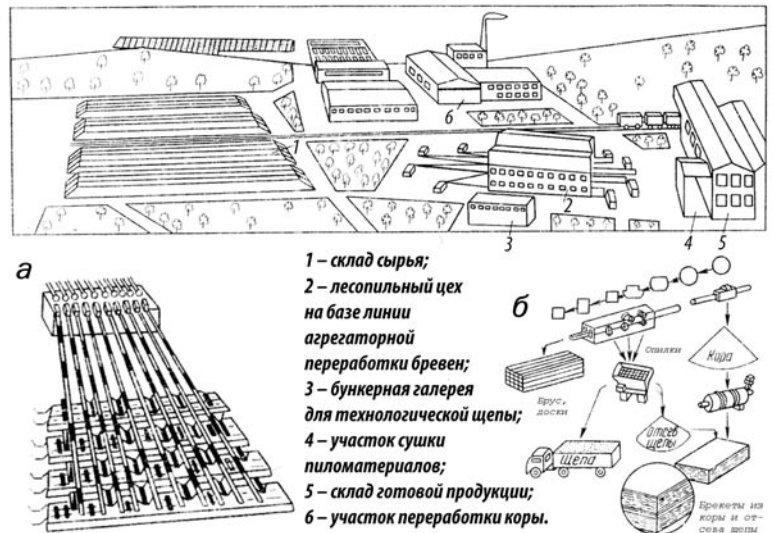 6
1
2
3
4
5
а
1 – склад сырья;
2 – лесопильный цех
на базе линии
агрегаторной
переработки бревен;
3 – бункерная галерея
для технологической щепы;
4 – участок сушки
пиломатериалов;
5 – склад готовой продукции;
6 – участок переработки коры.
б
Опилки
Кора
Брус,
доски
Отсев
щепы
Щепа
Брекеты из
коры и от-
сева щепы